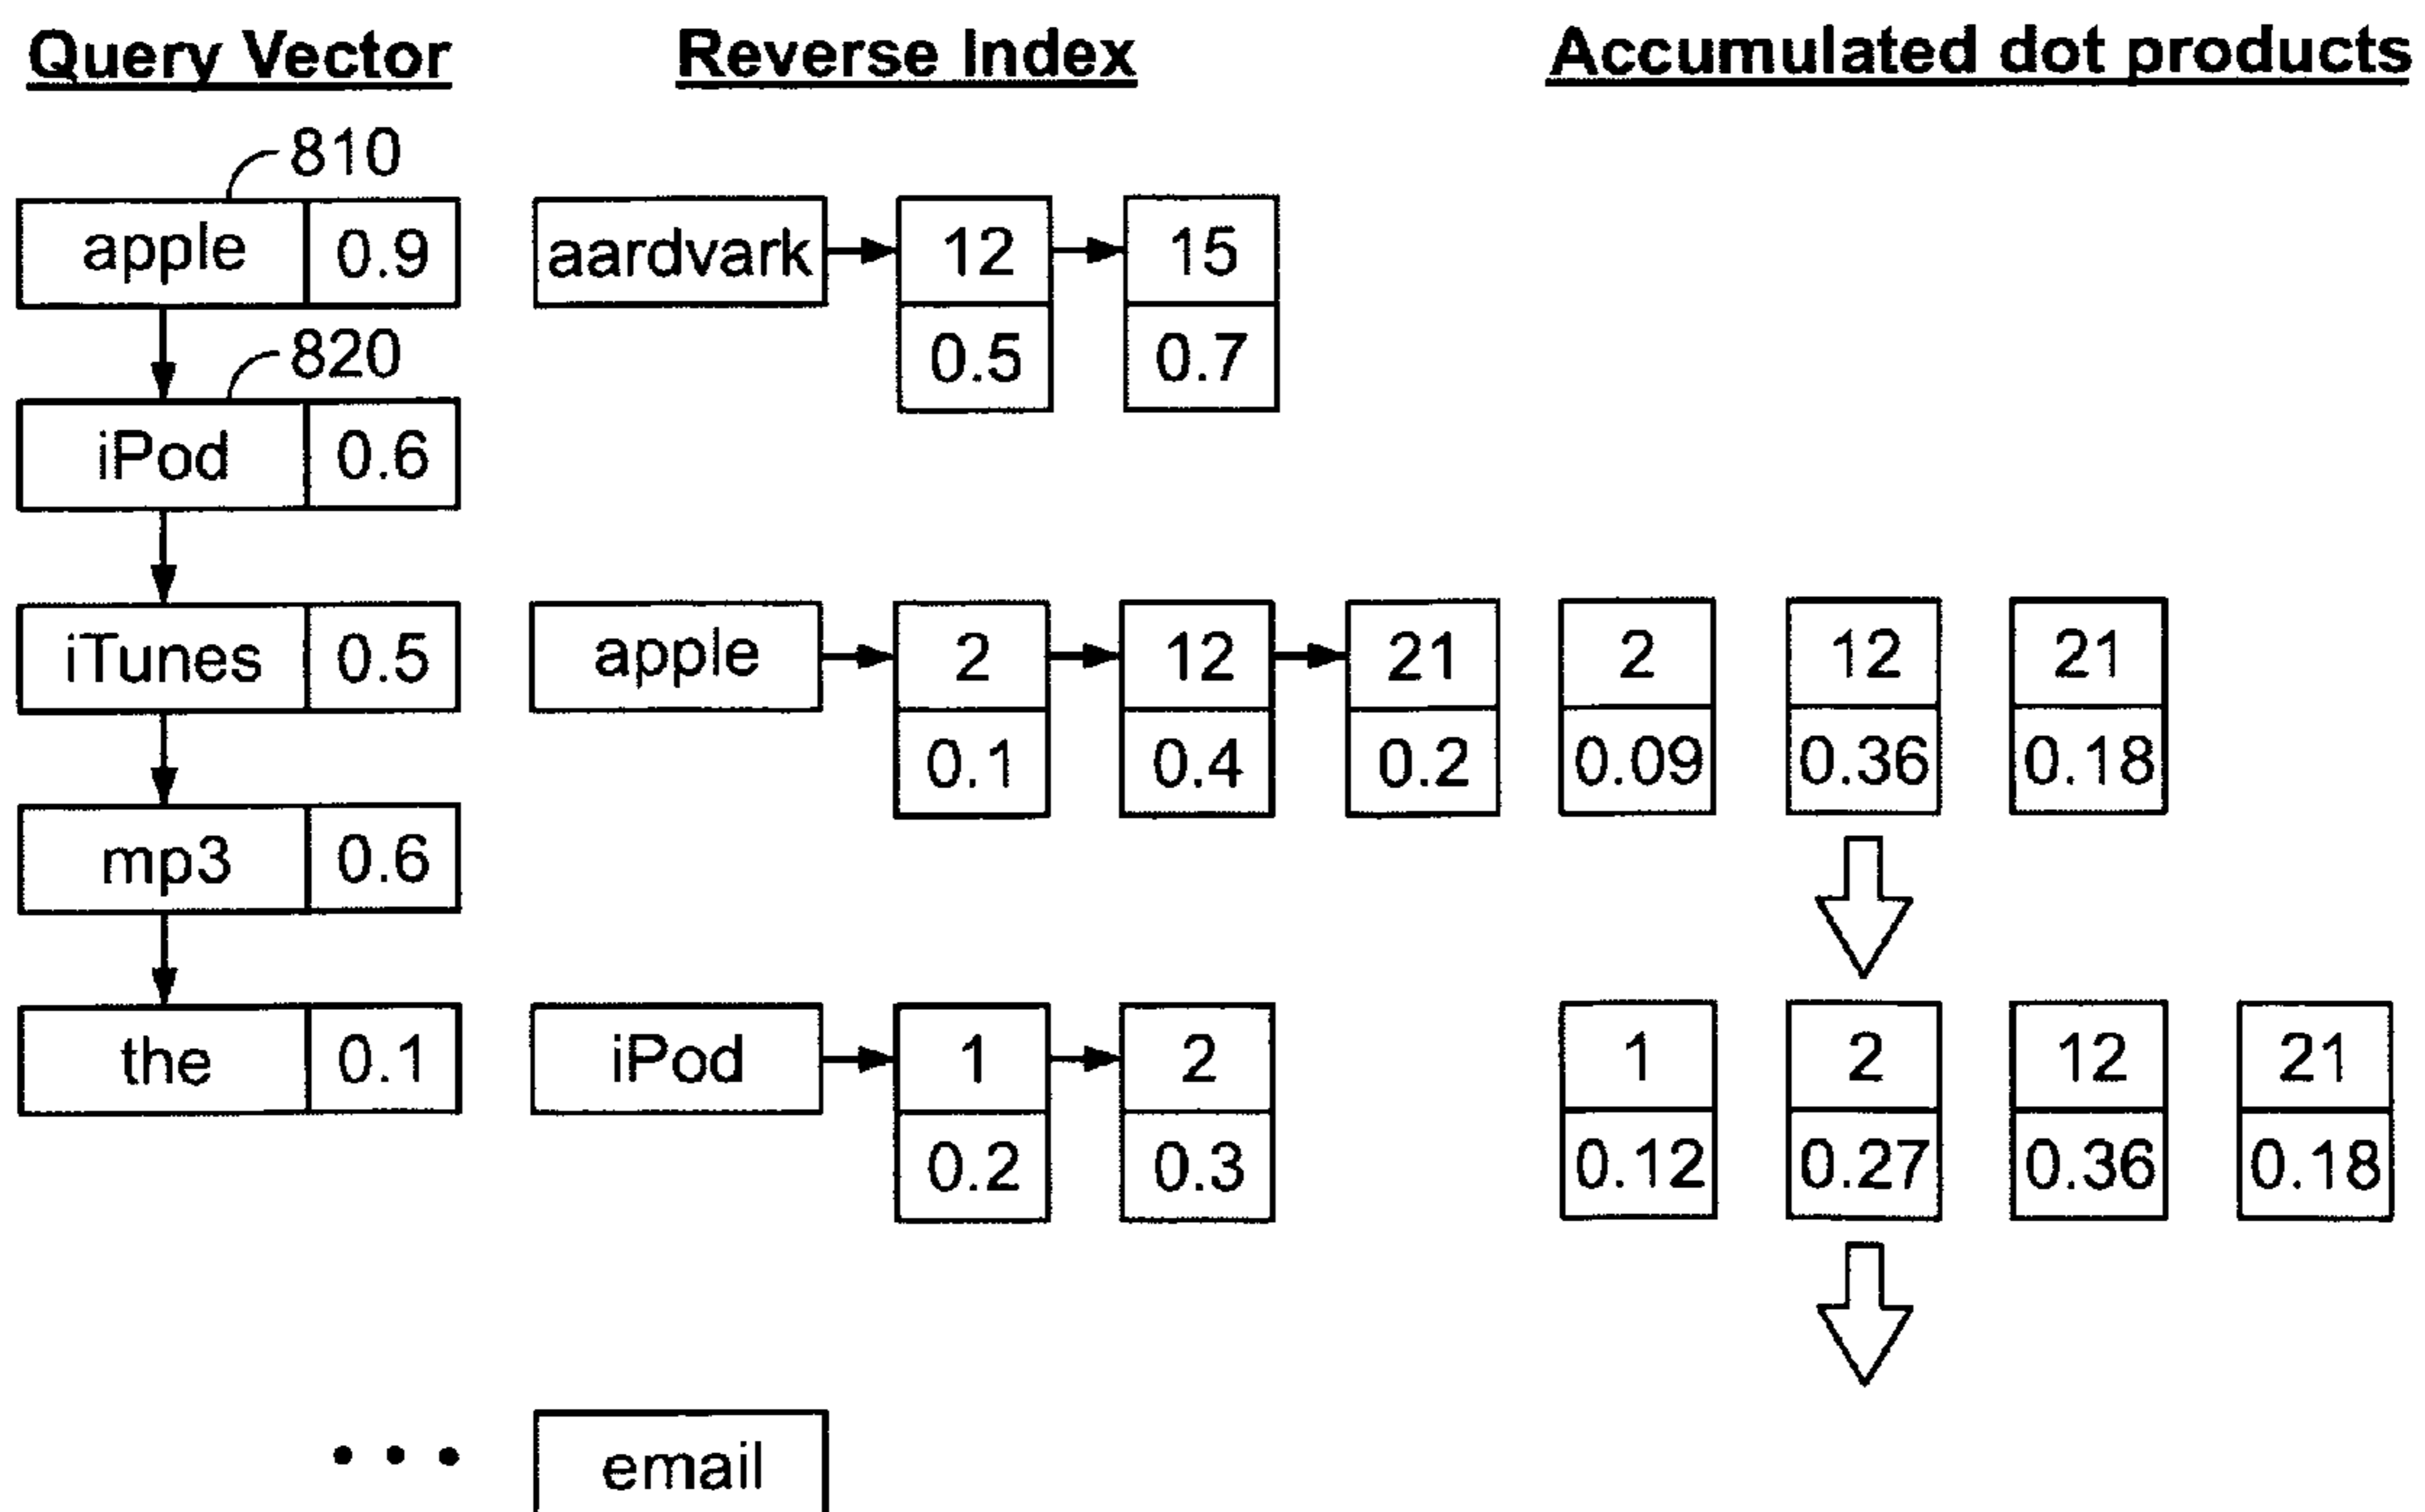 Query Vector Reverse Index Accumulated dot products
810
apple 0.9 aardvark 12 15
0.5 0.7
820
iPod 0.6
iTunes 0.5 apple 2 12 21 2 12 21
0.1 0.4 0.2 0.09 0.36 0.18
mp3 0.6
the 0.1 iPod 1 2 1 2 12 21
0.2 0.3 0.12 0.27 0.36 0.18
• • • email